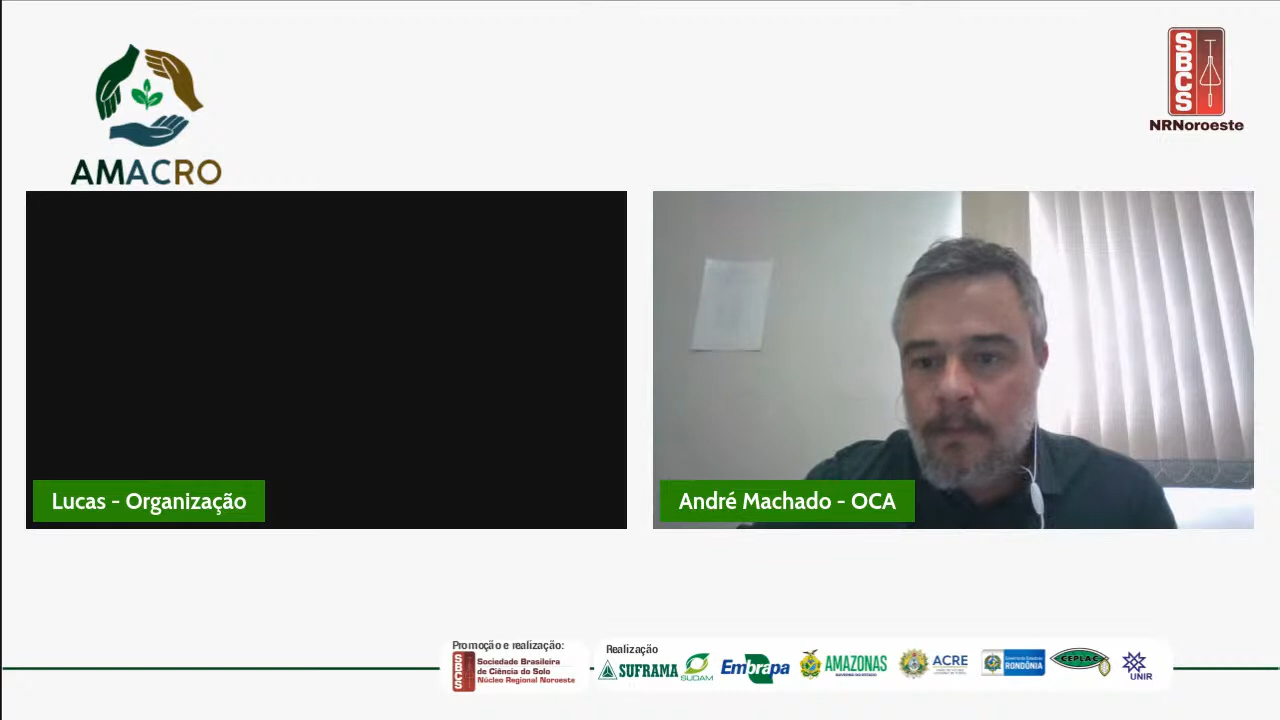 AMACRO
SBCS
NRNoroeste
Lucas - Organização
André Machado - OCA
Promoção e realização:
SBCS
Sociedade Brasileira
de Ciência do Solo
Núcleo Regional Noroeste
Realização
SUFRAMA
SUDAM
Embrapa
AMAZONAS
ACRE
RONDÔNIA
CEPLAC
UNIR